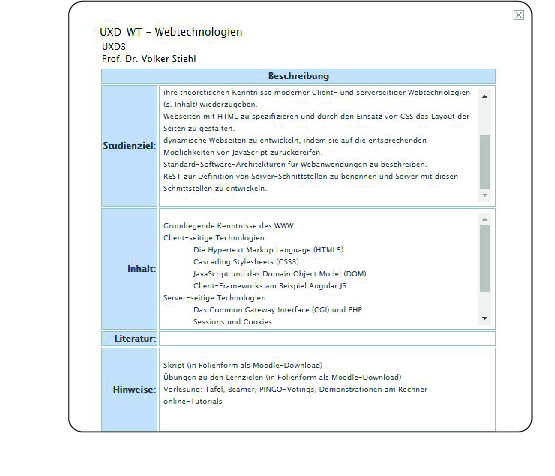 UXD_WT - Webtechnologien
UXD3
Prof. Dr. Volker Stiehl
Beschreibung
Studienziel:
ihre theoretischen Kenntnisse moderner Client- und serverseitiger Webtechnologien
(s. Inhalt) wiederzugeben.
Webseiten mit HTML zu spezifizieren und durch den Einsatz von CSS das Layout der
Seiten zu gestalten.
dynamische Webseiten zu entwickeln, indem sie auf die entsprechenden
Möglichkeiten von JavaScript zurückgreifen.
Standard-Software-Architekturen für Webanwendungen zu beschreiben.
REST zur Definition von Server-Schnittstellen zu benennen und Server mit diesen
Schnittstellen zu entwickeln.
Inhalt:
Grundlegende Kenntnisse des WWW
Client-seitige Technologien
Die Hypertext Markup Language (HTML5)
Cascading Stylesheets (CSS3)
JavaScript und das Domain Object Model (DOM)
Client-Frameworks am Beispiel Angular JS
Server-seitige Technologien
Das Common Gateway Interface (CGI) und PHP
Sessions und Cookies
Literatur:
Hinweise:
Skript (in Folienform als Moodle-Download)
Übungen zu den Lernzielen (in Folienform als Moodle-Download)
Vorlesung: Tafel, Beamer, PINGO-Votings, Demonstrationen am Rechner
online-Tutorials